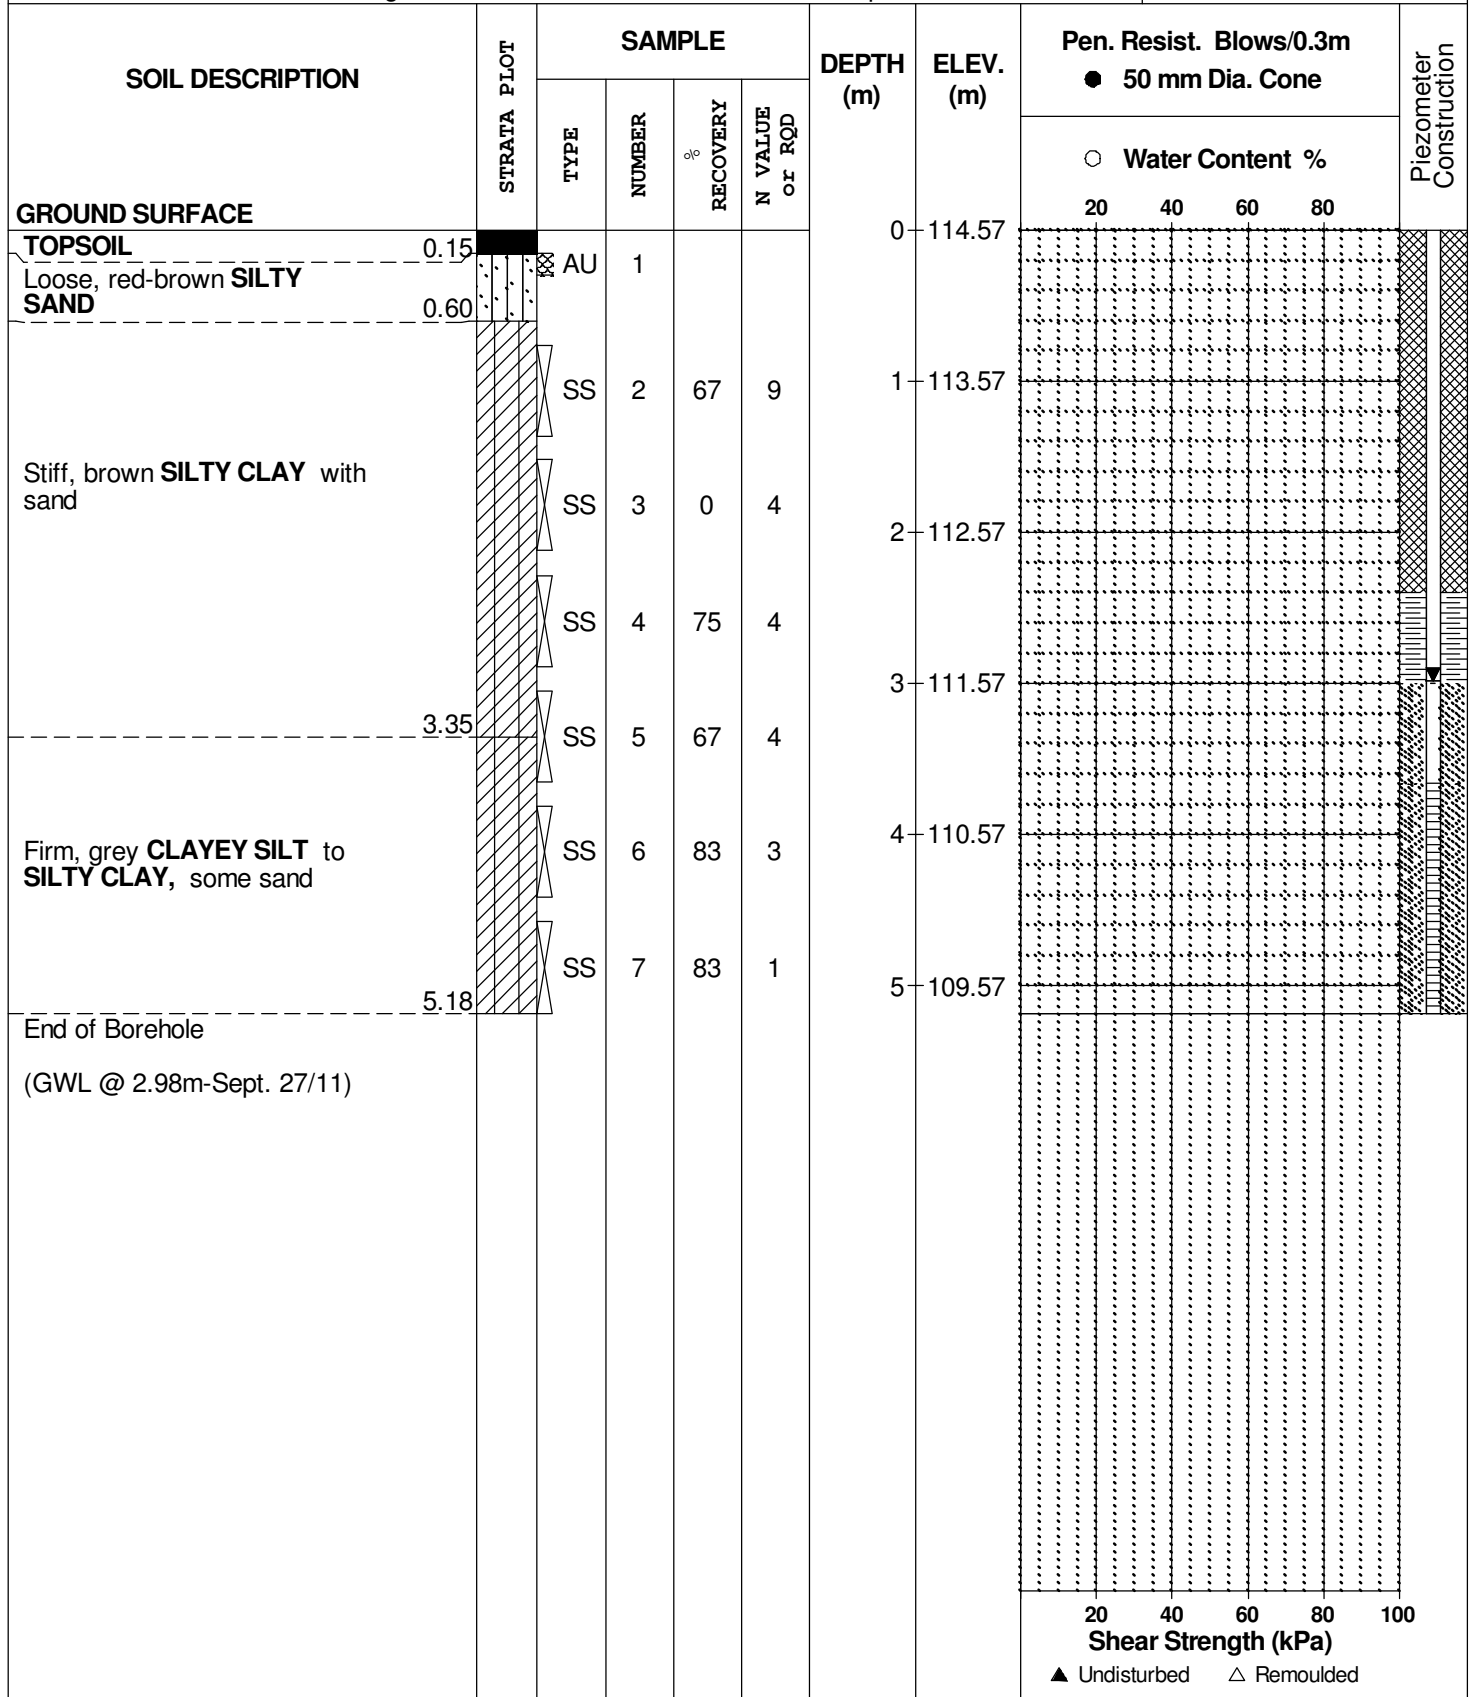 SOIL DESCRIPTION
STRATA PLOT
SAMPLE
TYPE
NUMBER
% RECOVERY
N VALUE
or RQD
DEPTH
(m)
ELEV.
(m)
Pen. Resist. Blows/0.3m
● 50 mm Dia. Cone
○ Water Content %
Piezometer
Construction
20 40 60 80
GROUND SURFACE
0 114.57
TOPSOIL 0.15
AU 1
Loose, red-brown SILTY
SAND 0.60
SS 2 67 9
1 113.57
Stiff, brown SILTY CLAY with
sand
SS 3 0 4
2 112.57
SS 4 75 4
3 111.57
3.35
SS 5 67 4
4 110.57
Firm, grey CLAYEY SILT to
SILTY CLAY, some sand
SS 6 83 3
SS 7 83 1
5 109.57
5.18
End of Borehole
(GWL @ 2.98m-Sept. 27/11)
20 40 60 80 100
Shear Strength (kPa)
▲ Undisturbed △ Remoulded